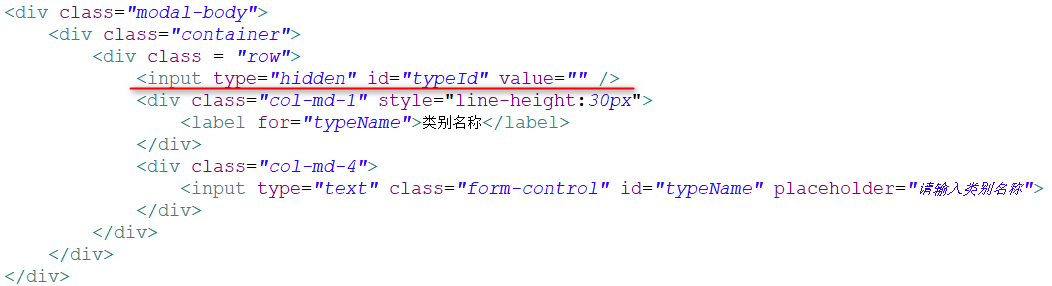 <div class="modal-body">
<div class="container">
<div class = "row">
<input type="hidden" id="typeId" value="" />
<div class="col-md-1" style="line-height:30px">
<label for="typeName">类别名称</label>
</div>
<div class="col-md-4">
<input type="text" class="form-control" id="typeName" placeholder="请输入类别名称">
</div>
</div>
</div>
</div>